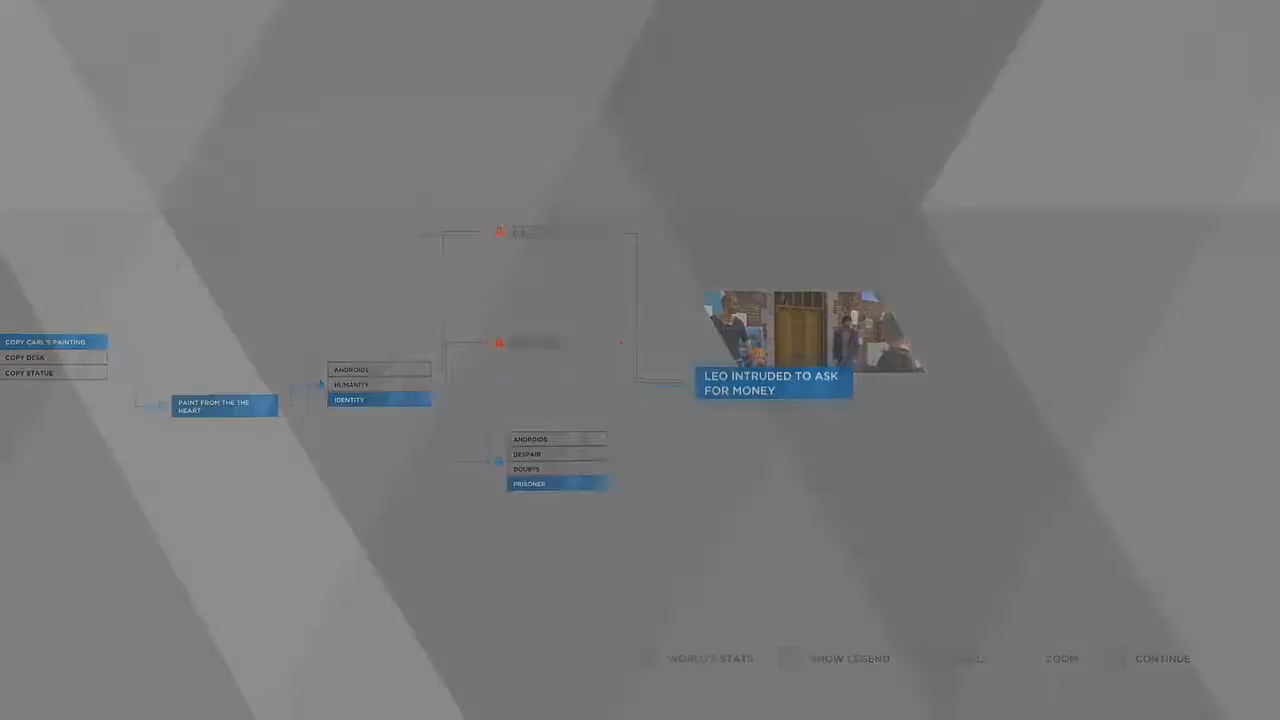 COPY CARL'S PAINTING
COPY DESK
COPY STATUE
PAINT FROM THE THE
HEART
ANDROIDS
HUMANITY
IDENTITY
ANDROIDS
DESPAIR
DOUBTS
PRISONER
LEO INTRUDED TO ASK
FOR MONEY
WORLD'S STATS
SHOW LEGEND
ZOOM
CONTINUE